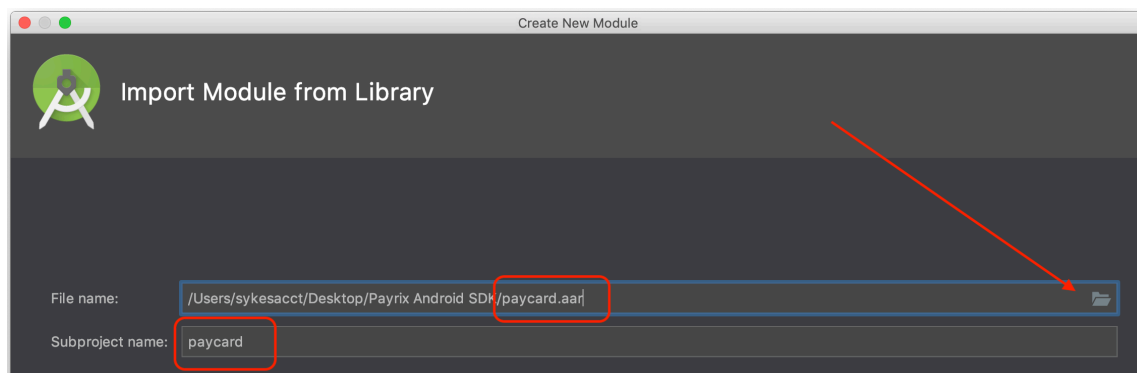 Create New Module
Import Module from Library
File name: /Users/sykesacct/Desktop/Payrix Android SDK/paycard.aar
Subproject name: paycard